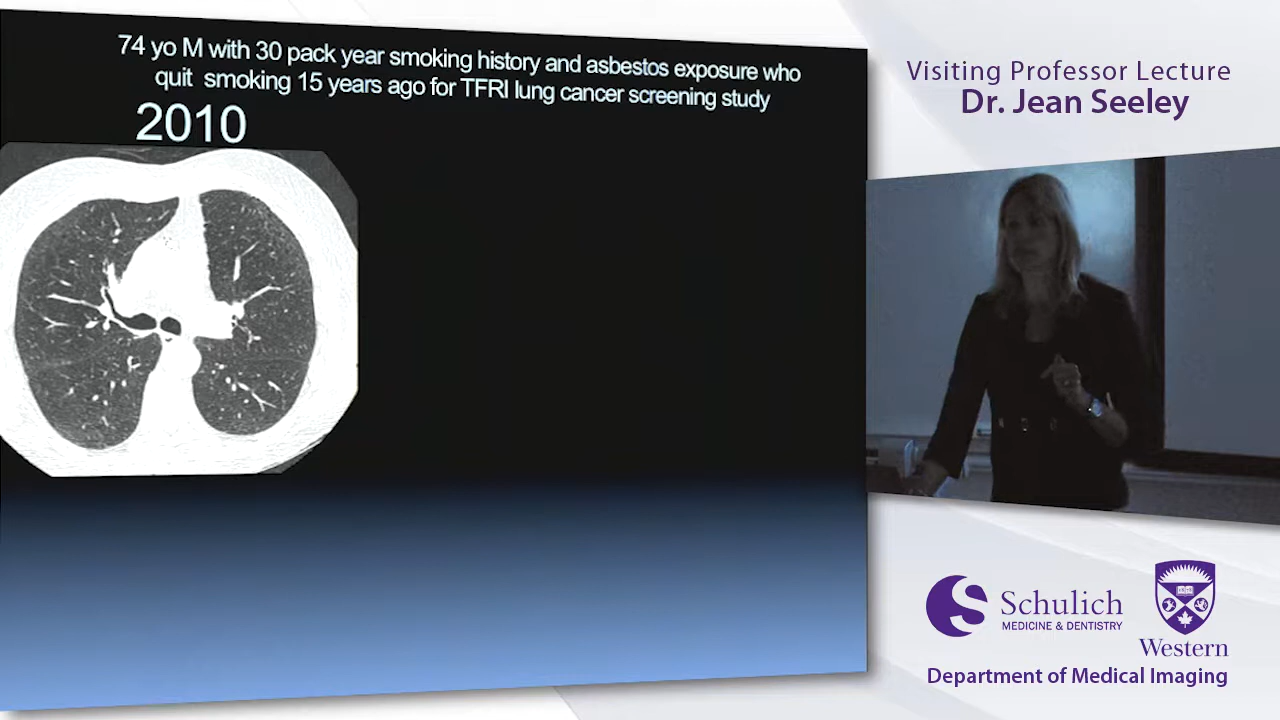 74 yo M with 30 pack year smoking history and asbestos exposure who
quit smoking 15 years ago for TFRI lung cancer screening study
2010
Visiting Professor Lecture
Dr. Jean Seeley
Schulich
MEDICINE & DENTISTRY
Western
Department of Medical Imaging